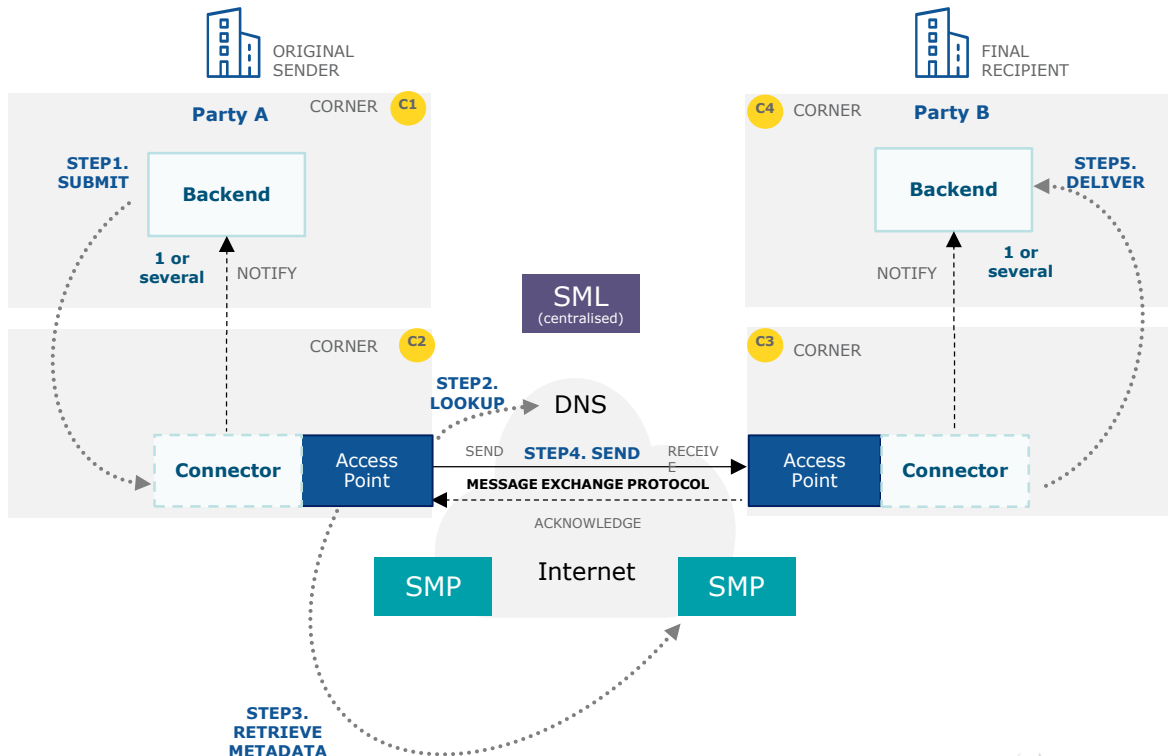 ORIGINAL
SENDER
FINAL
RECIPIENT
CORNER
C1
Party A
C4
CORNER
Party B
STEP1.
SUBMIT
Backend
1 or
several
NOTIFY
STEP5.
DELIVER
Backend
1 or
several
NOTIFY
SML
(centralised)
CORNER
C2
C3
CORNER
STEP2.
LOOKUP
DNS
Connector
Access
Point
SEND
STEP4. SEND
RECEIV
E
MESSAGE EXCHANGE PROTOCOL
ACKNOWLEDGE
Access
Point
Connector
Internet
SMP
SMP
STEP3.
RETRIEVE
METADATA